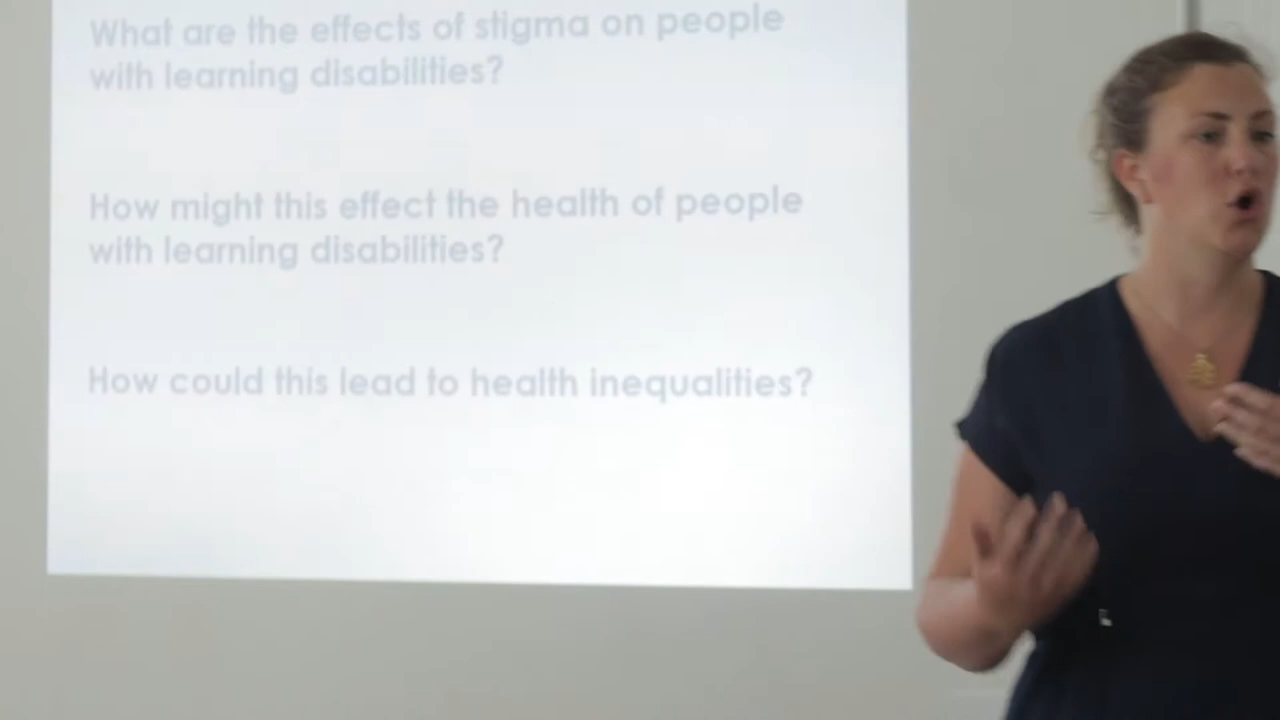 What are the effects of stigma on people
with learning disabilities?
How might this effect the health of people
with learning disabilities?
How could this lead to health inequalities?